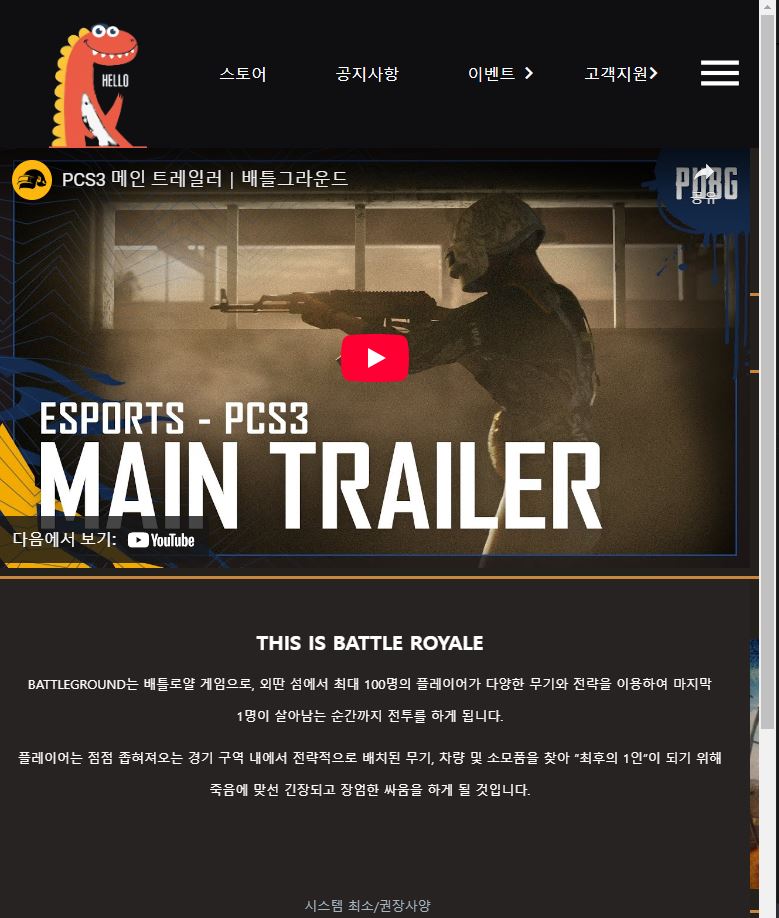 HELLO
스토어
공지사항
이벤트
고객지원
PCS3 메인 트레일러 | 배틀그라운드
PUBG
공유
ESPORTS - PCS3
MAIN TRAILER
다음에서 보기: YouTube
THIS IS BATTLE ROYALE
BATTLEGROUND는 배틀로얄 게임으로, 외딴 섬에서 최대 100명의 플레이어가 다양한 무기와 전략을 이용하여 마지막
1명이 살아남는 순간까지 전투를 하게 됩니다.
플레이어는 점점 좁혀져오는 경기 구역 내에서 전략적으로 배치된 무기, 차량 및 소모품을 찾아 "최후의 1인"이 되기 위해
죽음에 맞선 긴장되고 장엄한 싸움을 하게 될 것입니다.
시스템 최소/권장사양